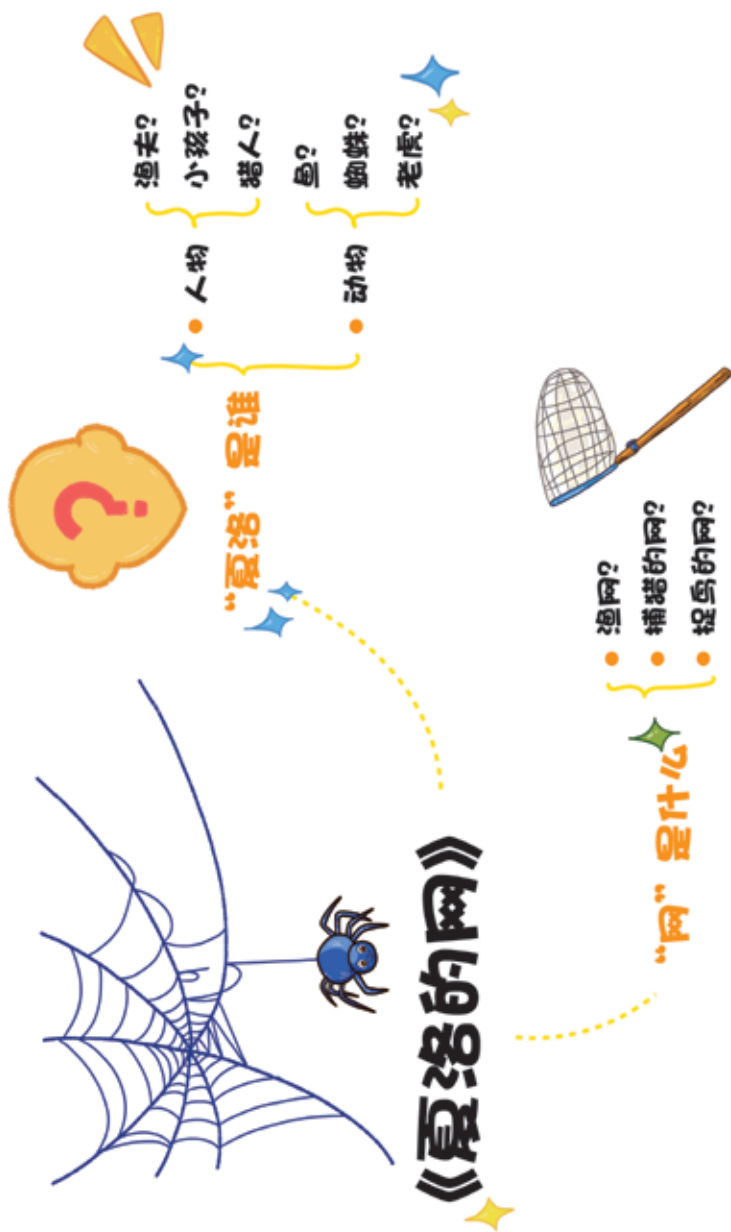 《夏洛的网》
“夏洛”是谁
人物
渔夫?
小孩子?
猎人?
动物
鱼?
蜘蛛?
老虎?
“网”是什么
渔网?
捕猎的网?
捉鸟的网?
?